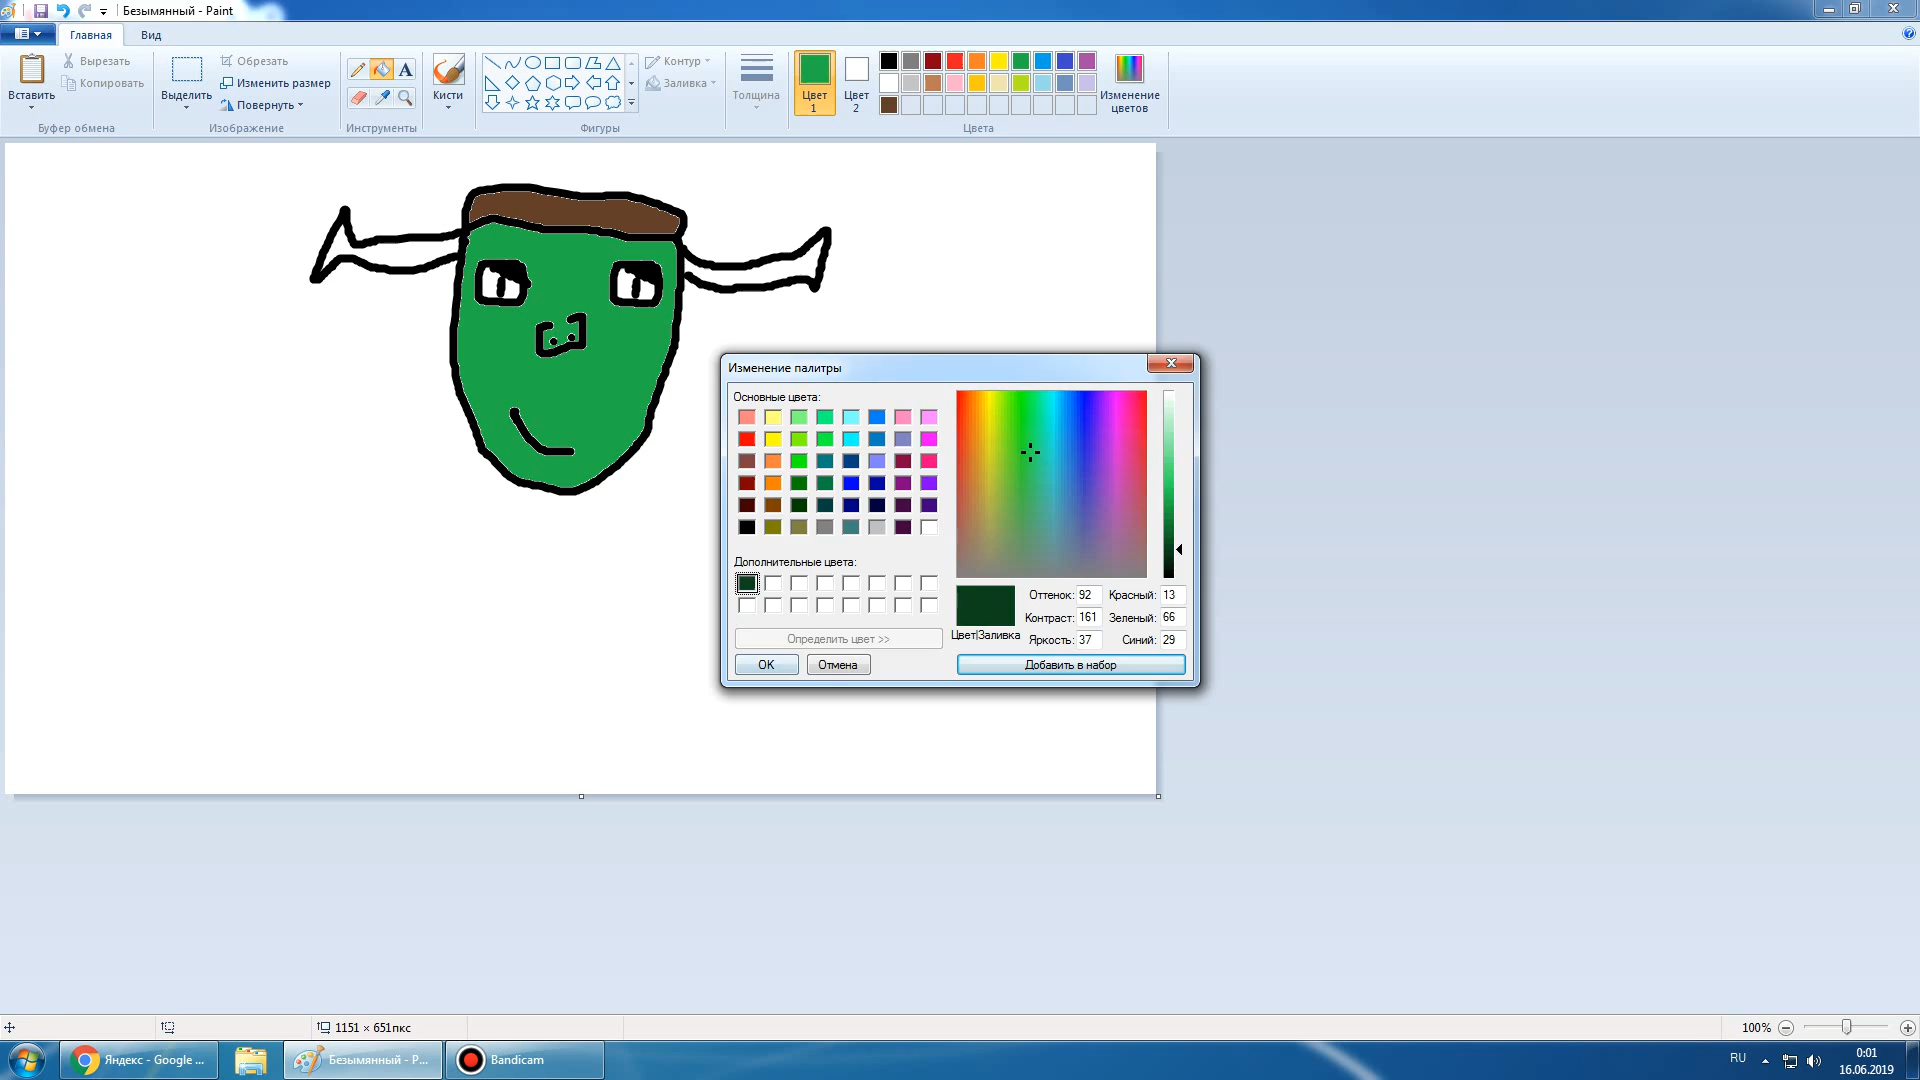 Безымянный - Paint
Главная
Вид
Вставить
Вырезать
Копировать
Буфер обмена
Выделить
Обрезать
Изменить размер
Повернуть
Изображение
A
Инструменты
Кисти
Контур
Заливка
Фигуры
Толщина
Цвет
1
Цвет
2
Изменение
цветов
Цвета
Изменение палитры
Основные цвета:
Дополнительные цвета:
Определить цвет >>
OK
Отмена
Цвет|Заливка
Оттенок: 92
Контраст: 161
Яркость: 37
Красный: 13
Зеленый: 66
Синий: 29
Добавить в набор
1151 × 651пкс
100%
Яндекс - Google ...
Безымянный - P...
Bandicam
RU
0:01
16.06.2019